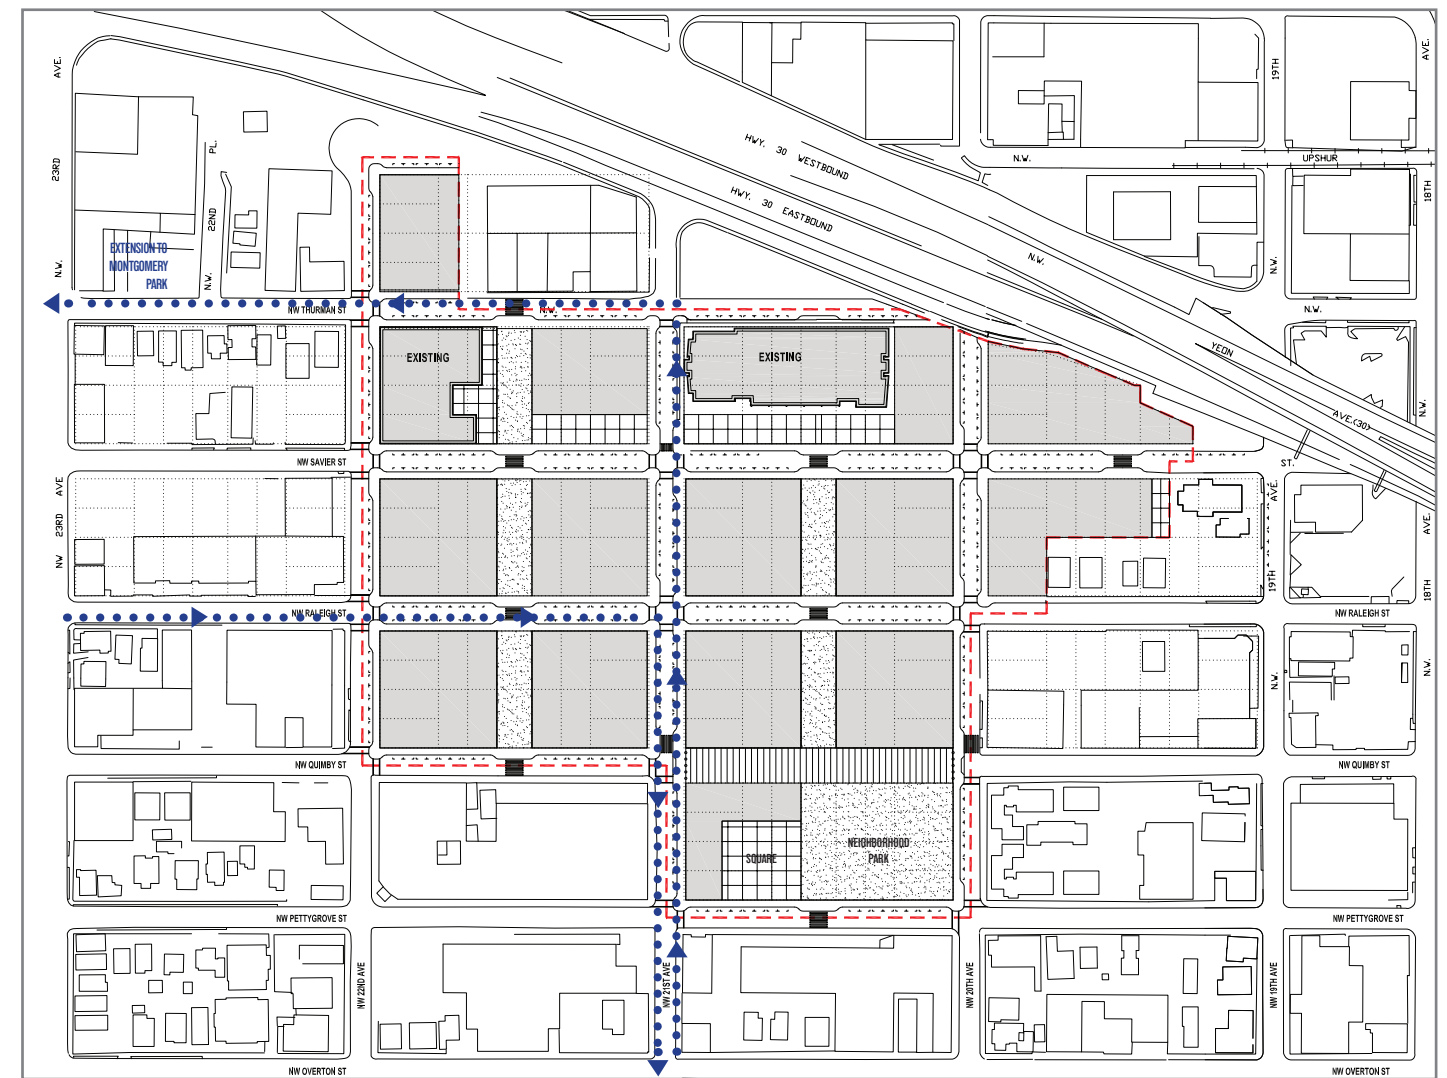 AVE.
19TH
AVE.
HWY. 30 WESTBOUND
N.W.
UPSHUR
PL.
23RD
HWY. 30 EASTBOUND
18TH
22ND
EXTENSION TO
MONTGOMERY
PARK
N.W.
N.W.
N.W.
N.W.
N.W.
NW THURMAN ST
N.W.
N.W.
EXISTING
EXISTING
YEON
AVE.(30)
N.W.
NW SAVIER ST
ST.
AVE
23RD
NW
AVE.
AVE.
19TH
18TH
NW RALEIGH ST
NW RALEIGH ST
N.W.
N.W.
NW QUIMBY ST
NW QUIMBY ST
SQUARE
NEIGHBORHOOD
PARK
NW PETTYGROVE ST
NW PETTYGROVE ST
NW 22ND AVE
NW 21ST AVE
NW 20TH AVE
NW 19TH AVE
NW OVERTON ST
NW OVERTON ST